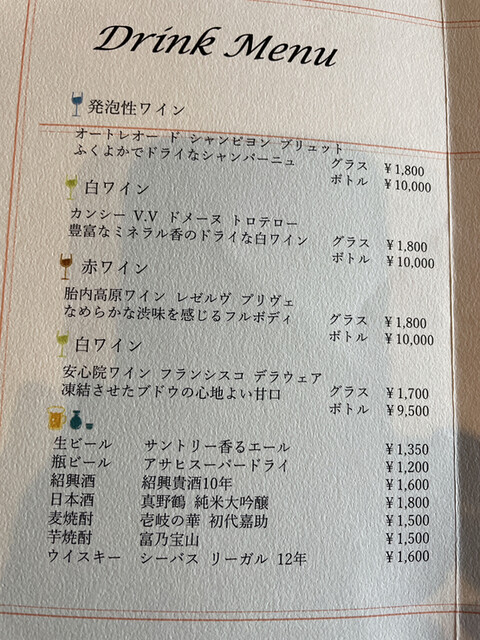 Drink Menu
発泡性ワイン
オートレオー ド シャンピヨン ブリュット
ふくよかでドライなシャンパーニュ グラス ¥1,800
ボトル ¥10,000
白ワイン
カンシー V.V ドメーヌ トロテロー
豊富なミネラル香のドライな白ワイン グラス ¥1,800
ボトル ¥10,000
赤ワイン
胎内高原ワイン レゼルヴ プリヴェ
なめらかな渋味を感じるフルボディ グラス ¥1,800
ボトル ¥10,000
白ワイン
安心院ワイン フランシスコ デラウェア
凍結させたブドウの心地よい甘口 グラス ¥1,700
ボトル ¥9,500
生ビール サントリー香るエール ¥1,350
瓶ビール アサヒスーパードライ ¥1,200
紹興酒 紹興貴酒10年 ¥1,600
日本酒 真野鶴 純米大吟醸 ¥1,800
麦焼酎 壱岐の華 初代嘉助 ¥1,500
芋焼酎 富乃宝山 ¥1,500
ウイスキー シーバス リーガル 12年 ¥1,600